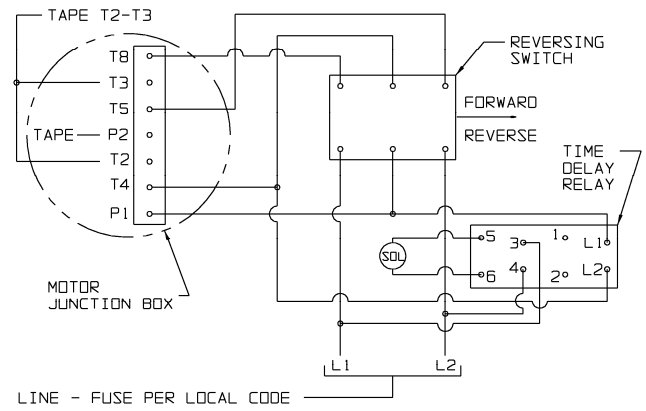 TAPE T2-T3
T8
REVERSING
SWITCH
T3
T5
FORWARD
TAPE
P2
REVERSE
T2
TIME
DELAY
RELAY
T4
P1
5
3
1
L1
SOL
6
4
2
L2
MOTOR
JUNCTION BOX
L1
L2
LINE - FUSE PER LOCAL CODE